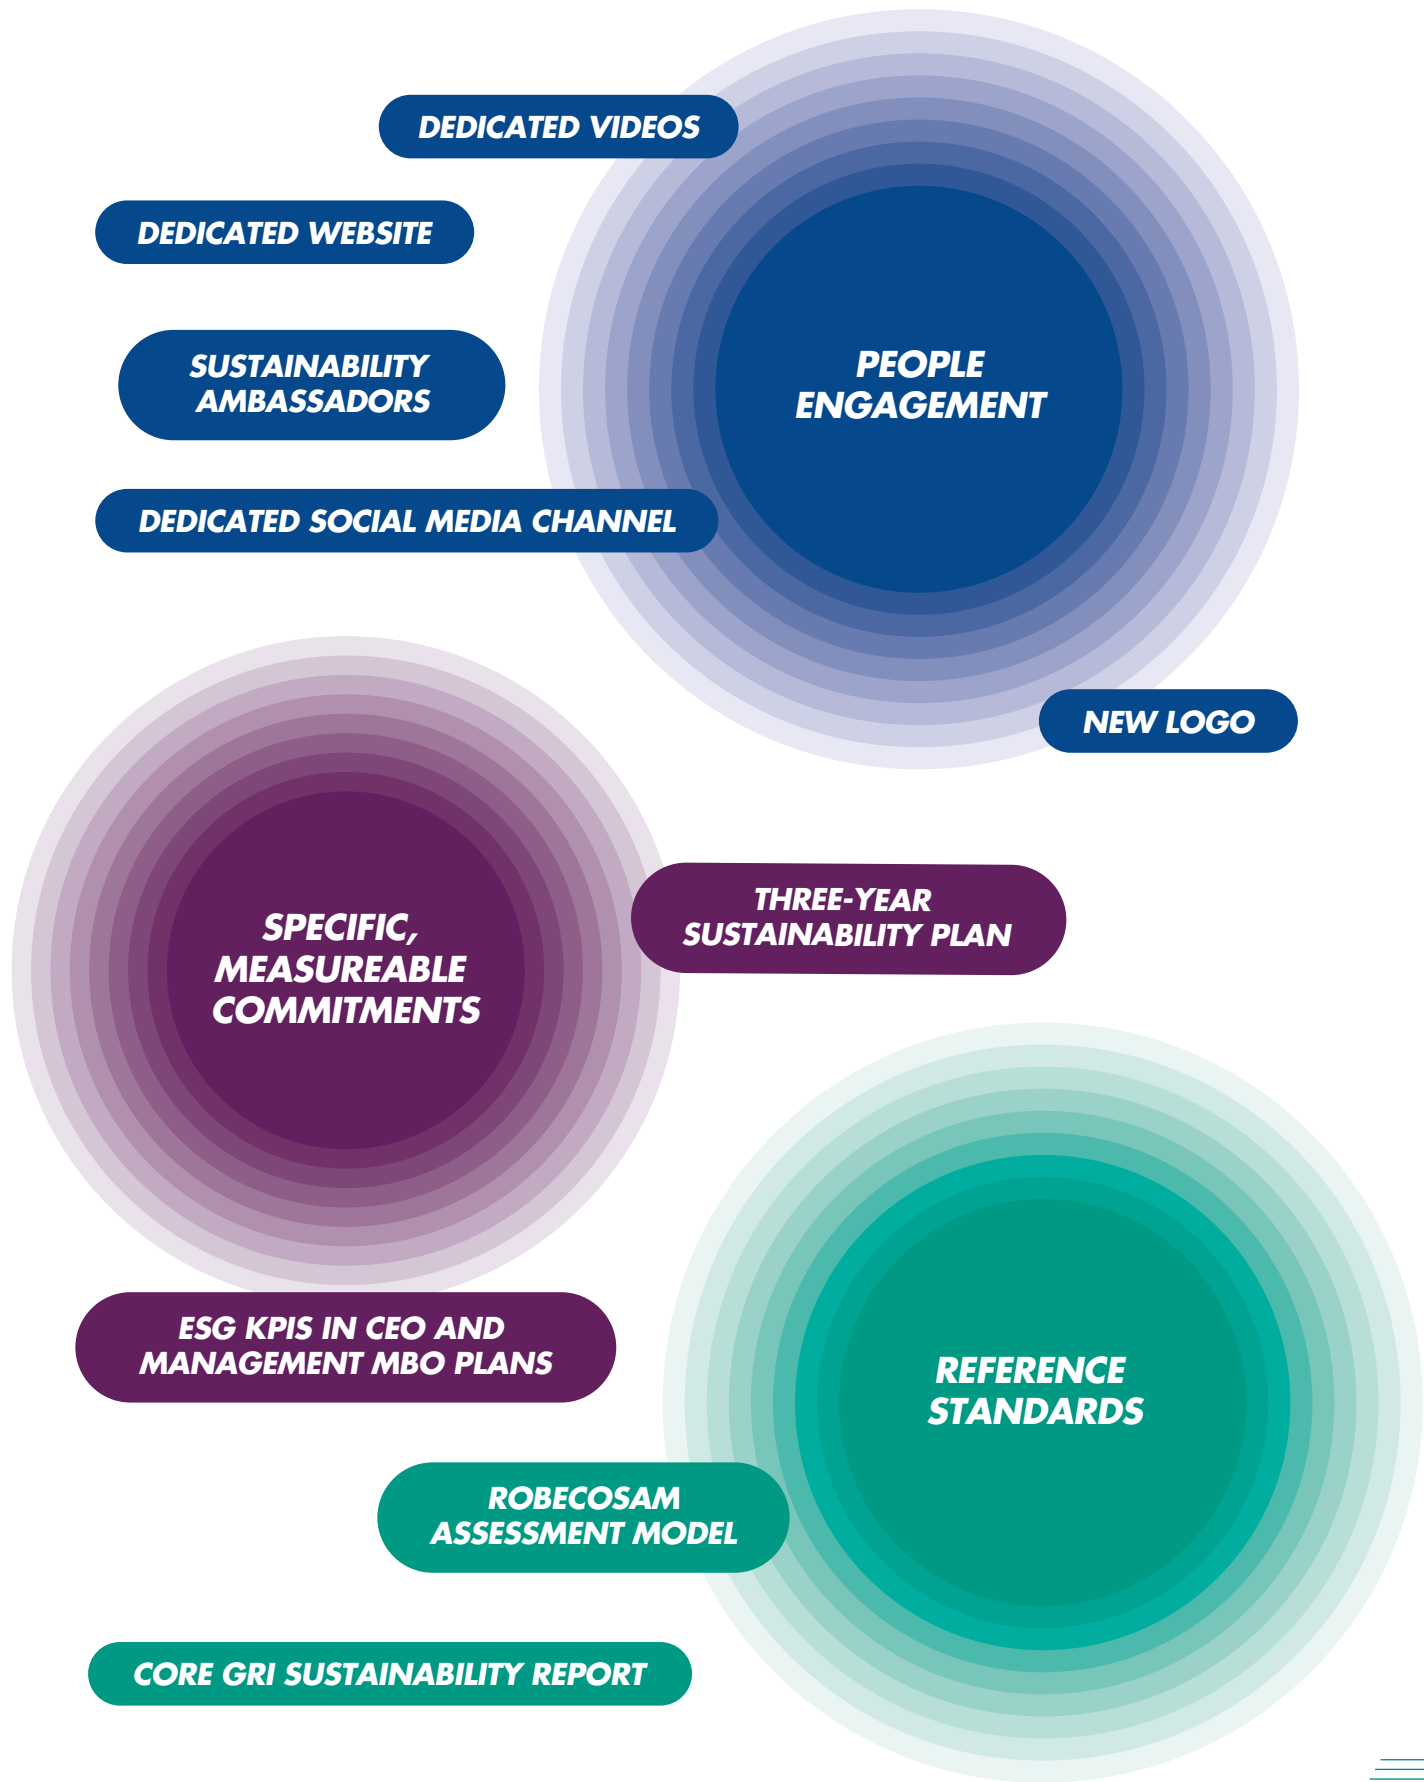 DEDICATED VIDEOS
DEDICATED WEBSITE
SUSTAINABILITY
AMBASSADORS
PEOPLE
ENGAGEMENT
DEDICATED SOCIAL MEDIA CHANNEL
NEW LOGO
SPECIFIC,
MEASUREABLE
COMMITMENTS
THREE-YEAR
SUSTAINABILITY PLAN
ESG KPIS IN CEO AND
MANAGEMENT MBO PLANS
REFERENCE
STANDARDS
ROBECOSAM
ASSESSMENT MODEL
CORE GRI SUSTAINABILITY REPORT